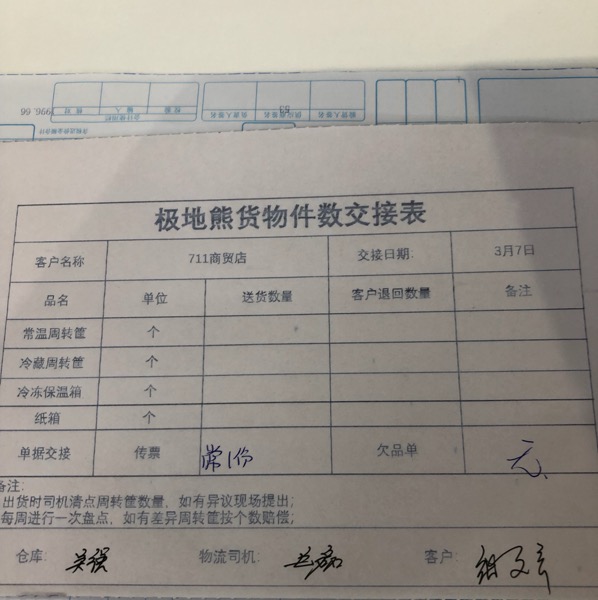 996. 66
53
极地熊货物件数交接表
客户名称 711商贸店 交接日期: 3月7日
品名 单位 送货数量 客户退回数量 备注
常温周转筐 个
冷藏周转筐 个
冷冻保温箱 个
纸箱 个
单据交接 传票 常1份 欠品单 元
备注:
出货时司机清点周转筐数量，如有异议现场提出;
每周进行一次盘点，如有差异周转筐按个数赔偿;
仓库: 吴强 物流司机: 客户: